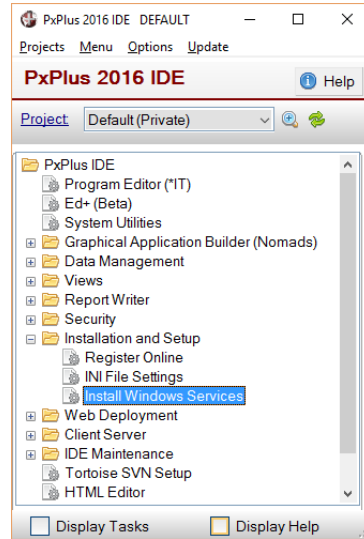 PxPlus 2016 IDE DEFAULT
Projects Menu Options Update
PxPlus 2016 IDE Help
Project Default (Private)
PxPlus IDE
Program Editor (*IT)
Ed+ (Beta)
System Utilities
Graphical Application Builder (Nomads)
Data Management
Views
Report Writer
Security
Installation and Setup
Register Online
INI File Settings
Install Windows Services
Web Deployment
Client Server
IDE Maintenance
Tortoise SVN Setup
HTML Editor
Display Tasks Display Help